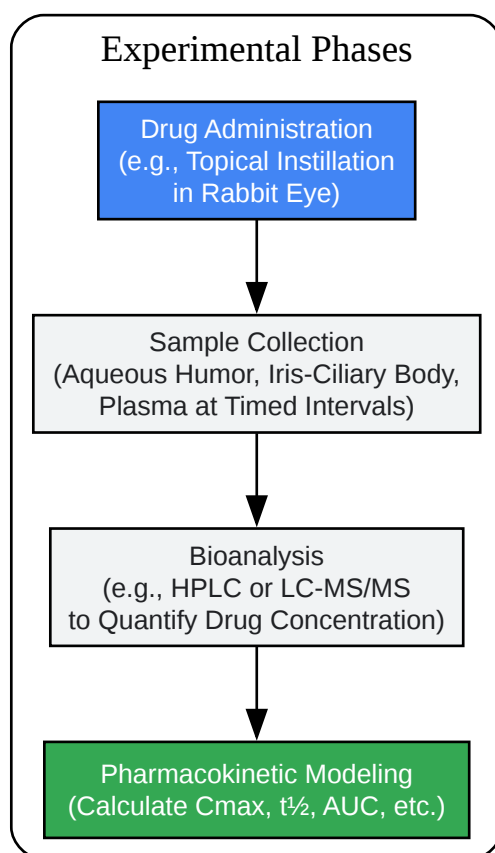 Experimental Phases
Drug Administration
(e.g., Topical Instillation
in Rabbit Eye)
Sample Collection
(Aqueous Humor, Iris-Ciliary Body,
Plasma at Timed Intervals)
Bioanalysis
(e.g., HPLC or LC-MS/MS
to Quantify Drug Concentration)
Pharmacokinetic Modeling
(Calculate Cmax, t½, AUC, etc.)